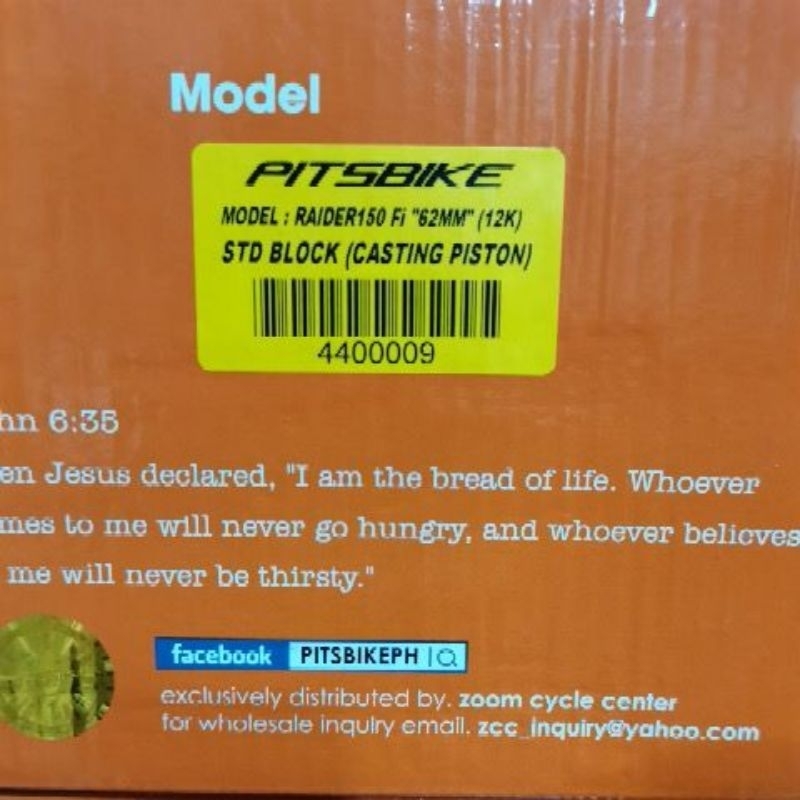 Model
PITSBIKE
MODEL : RAIDER150 Fi "62MM" (12K)
STD BLOCK (CASTING PISTON)
4400009
hn 6:35
en Jesus declared, "I am the bread of life. Whoever
mes to me will never go hungry, and whoever believes
me will never be thirsty."
facebook PITSBIKEPH
exclusively distributed by. zoom cycle center
for wholesale inquiry email. zcc_inquiry@yahoo.com